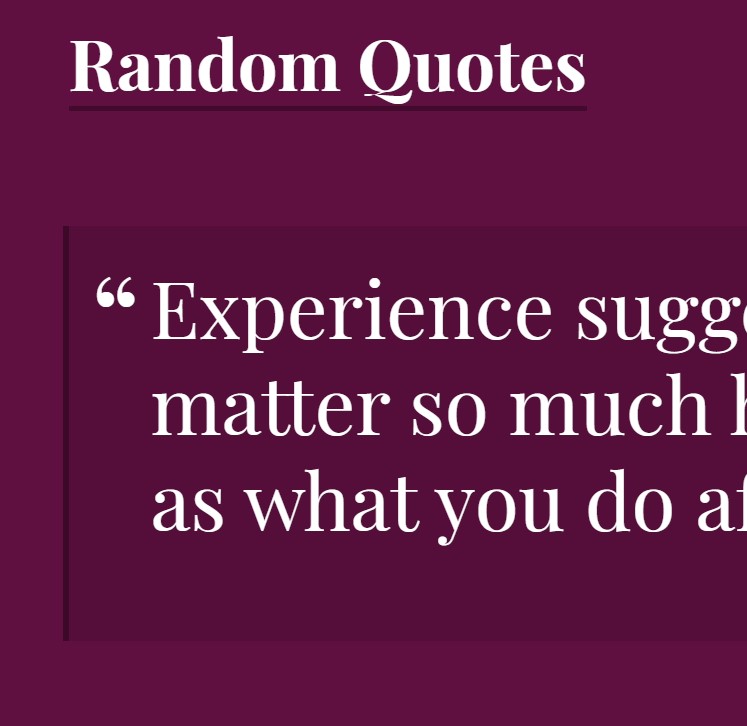 Random Quotes
“ Experience
matter so much
as what you do